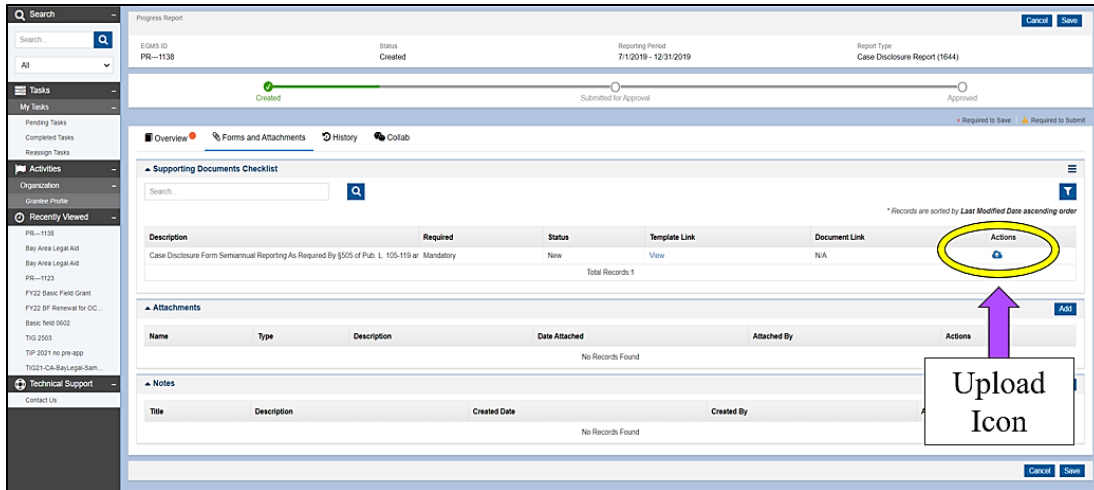 Search –
Progress Report
Cancel Save
Search...
All
EGMS ID
PR---1138
Status
Created
Reporting Period
7/1/2019 - 12/31/2019
Report Type
Case Disclosure Report (1644)
Tasks –
My Tasks –
Pending Tasks
Completed Tasks
Reassign Tasks
Created
Submitted for Approval
Approved
Required to Save Required to Submit
Overview Forms and Attachments History Collab
Activities –
Organization –
Grantee Profile
Recently Viewed –
PR---1138
Bay Area Legal Aid
Bay Area Legal Aid
PR---1123
FY22 Basic Field Grant
FY22 BF Renewal for OC...
Basic field 0602
TIG 2503
TIP 2021 no pre-app
TIG21-CA-BayLegal-Sam...
Technical Support –
Contact Us
Supporting Documents Checklist
Search...
* Records are sorted by Last Modified Date ascending order
Description Required Status Template Link Document Link Actions
Case Disclosure Form Semiannual Reporting As Required By §505 of Pub. L. 105-119 ar Mandatory New View N/A
Total Records 1
Attachments Add
Name Type Description Date Attached Attached By Actions
No Records Found
Notes
Title Description Created Date Created By A
No Records Found
Upload
Icon
Cancel Save